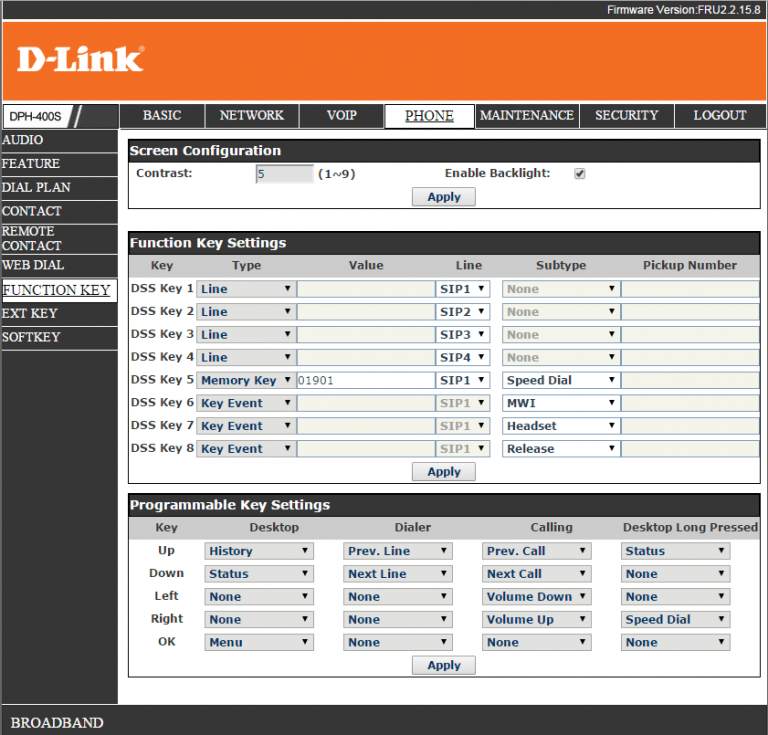 Firmware Version:FRU2.2.15.8
D-Link®
DPH-400S BASIC NETWORK VOIP PHONE MAINTENANCE SECURITY LOGOUT
AUDIO
FEATURE
DIAL PLAN
CONTACT
REMOTE
CONTACT
WEB DIAL
FUNCTION KEY
EXT KEY
SOFTKEY
Screen Configuration
Contrast: 5 (1~9) Enable Backlight:
Apply
Function Key Settings
Key Type Value Line Subtype Pickup Number
DSS Key 1 Line SIP1 None
DSS Key 2 Line SIP2 None
DSS Key 3 Line SIP3 None
DSS Key 4 Line SIP4 None
DSS Key 5 Memory Key 01901 SIP1 Speed Dial
DSS Key 6 Key Event SIP1 MWI
DSS Key 7 Key Event SIP1 Headset
DSS Key 8 Key Event SIP1 Release
Apply
Programmable Key Settings
Key Desktop Dialer Calling Desktop Long Pressed
Up History Prev. Line Prev. Call Status
Down Status Next Line Next Call None
Left None None Volume Down None
Right None None Volume Up Speed Dial
OK Menu None None None
Apply
BROADBAND